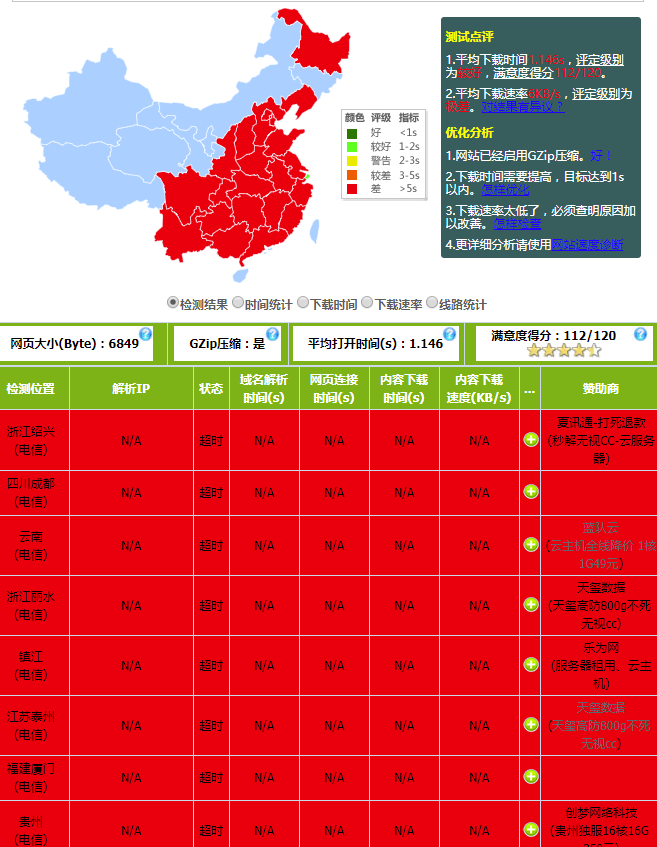 测试点评
1.平均下载时间1.146s，评定级别
为较好，满意度得分112/120。
2.平均下载速率6KB/s，评定级别为
极差。对结果有异议？
优化分析
1.网站已经启用GZip压缩。好！
2.下载时间需要提高，目标达到1s
以内。怎样优化
3.下载速率太低了，必须查明原因加
以改善。怎样检查
4.更详细分析请使用网站速度诊断
颜色 评级 指标
好 <1s
较好 1-2s
警告 2-3s
较差 3-5s
差 >5s
检测结果 时间统计 下载时间 下载速率 线路统计
网页大小(Byte)：6849 GZip压缩：是 平均打开时间(s)：1.146 满意度得分：112/120
检测位置 解析IP 状态 域名解析 网页连接 内容下载 内容下载 ... 赞助商
时间(s) 时间(s) 时间(s) 速度(KB/s)
浙江绍兴 夏讯通-打死退款
(电信) N/A 超时 N/A N/A N/A N/A (秒解无视CC-云服务
器)
四川成都
(电信) N/A 超时 N/A N/A N/A N/A
云南 蓝队云
(电信) N/A 超时 N/A N/A N/A N/A (云主机全线降价 1核
1G49元)
浙江丽水 天玺数据
(电信) N/A 超时 N/A N/A N/A N/A (天玺高防800g不死
无视cc)
镇江 乐为网
(电信) N/A 超时 N/A N/A N/A N/A (服务器租用、云主
机)
江苏泰州 天玺数据
(电信) N/A 超时 N/A N/A N/A N/A (天玺高防800g不死
无视cc)
福建厦门
(电信) N/A 超时 N/A N/A N/A N/A
贵州 创梦网络科技
(电信) N/A 超时 N/A N/A N/A N/A (惠州独服16核16G